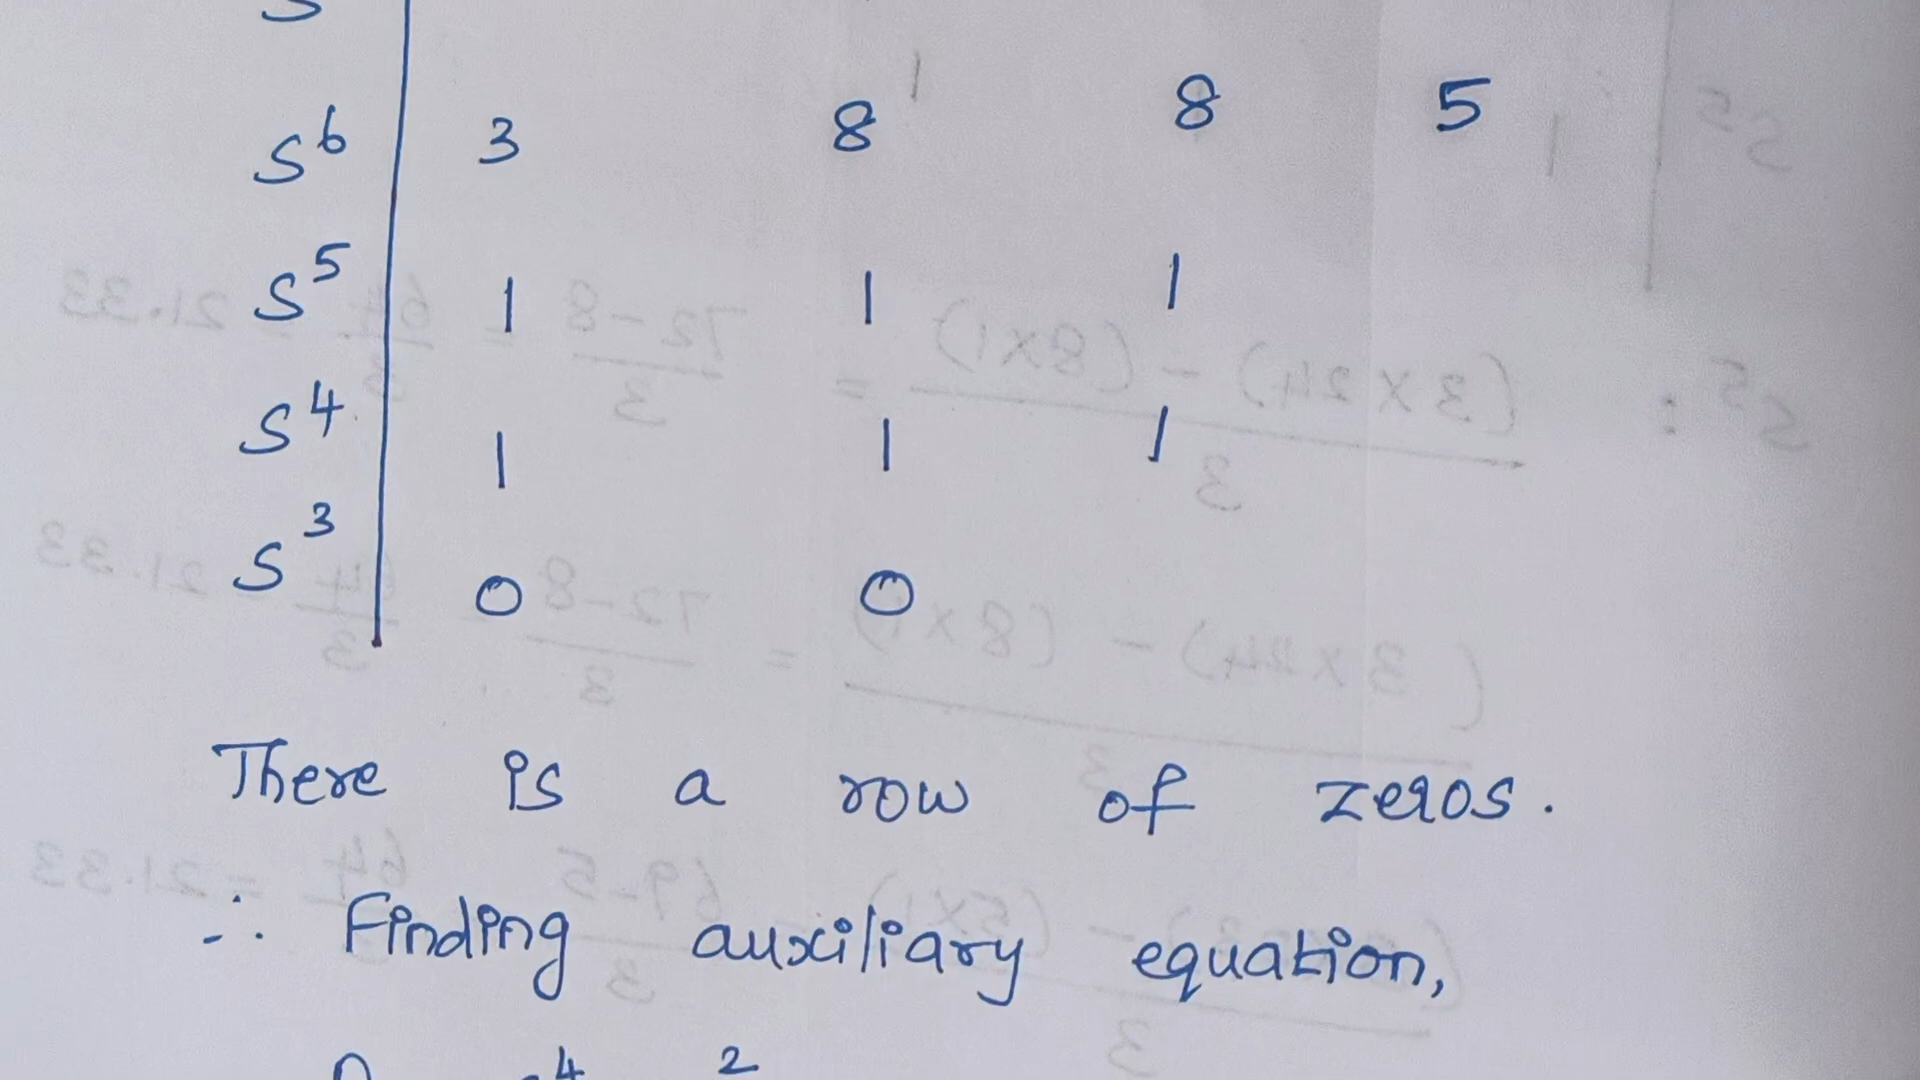 s⁶ 3 8 8 5
s⁵ 1 1 1
s⁴ 1 1 1
s³ 0 0
There is a row of zeros.
∴ Finding auxiliary equation,